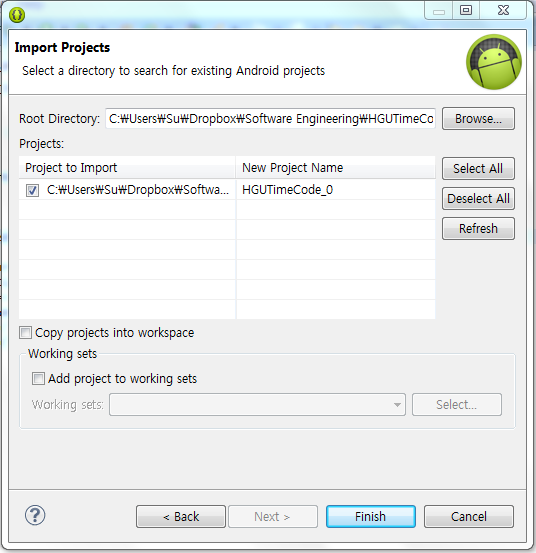 Import Projects
Select a directory to search for existing Android projects
Root Directory: C:₩Users₩Su₩Dropbox₩Software Engineering₩HGUTimeCo Browse...
Projects:
Project to Import New Project Name Select All
C:₩Users₩Su₩Dropbox₩Softwa... HGUTimeCode_0
Deselect All
Refresh
Copy projects into workspace
Working sets
Add project to working sets
Working sets: Select...
? < Back Next > Finish Cancel